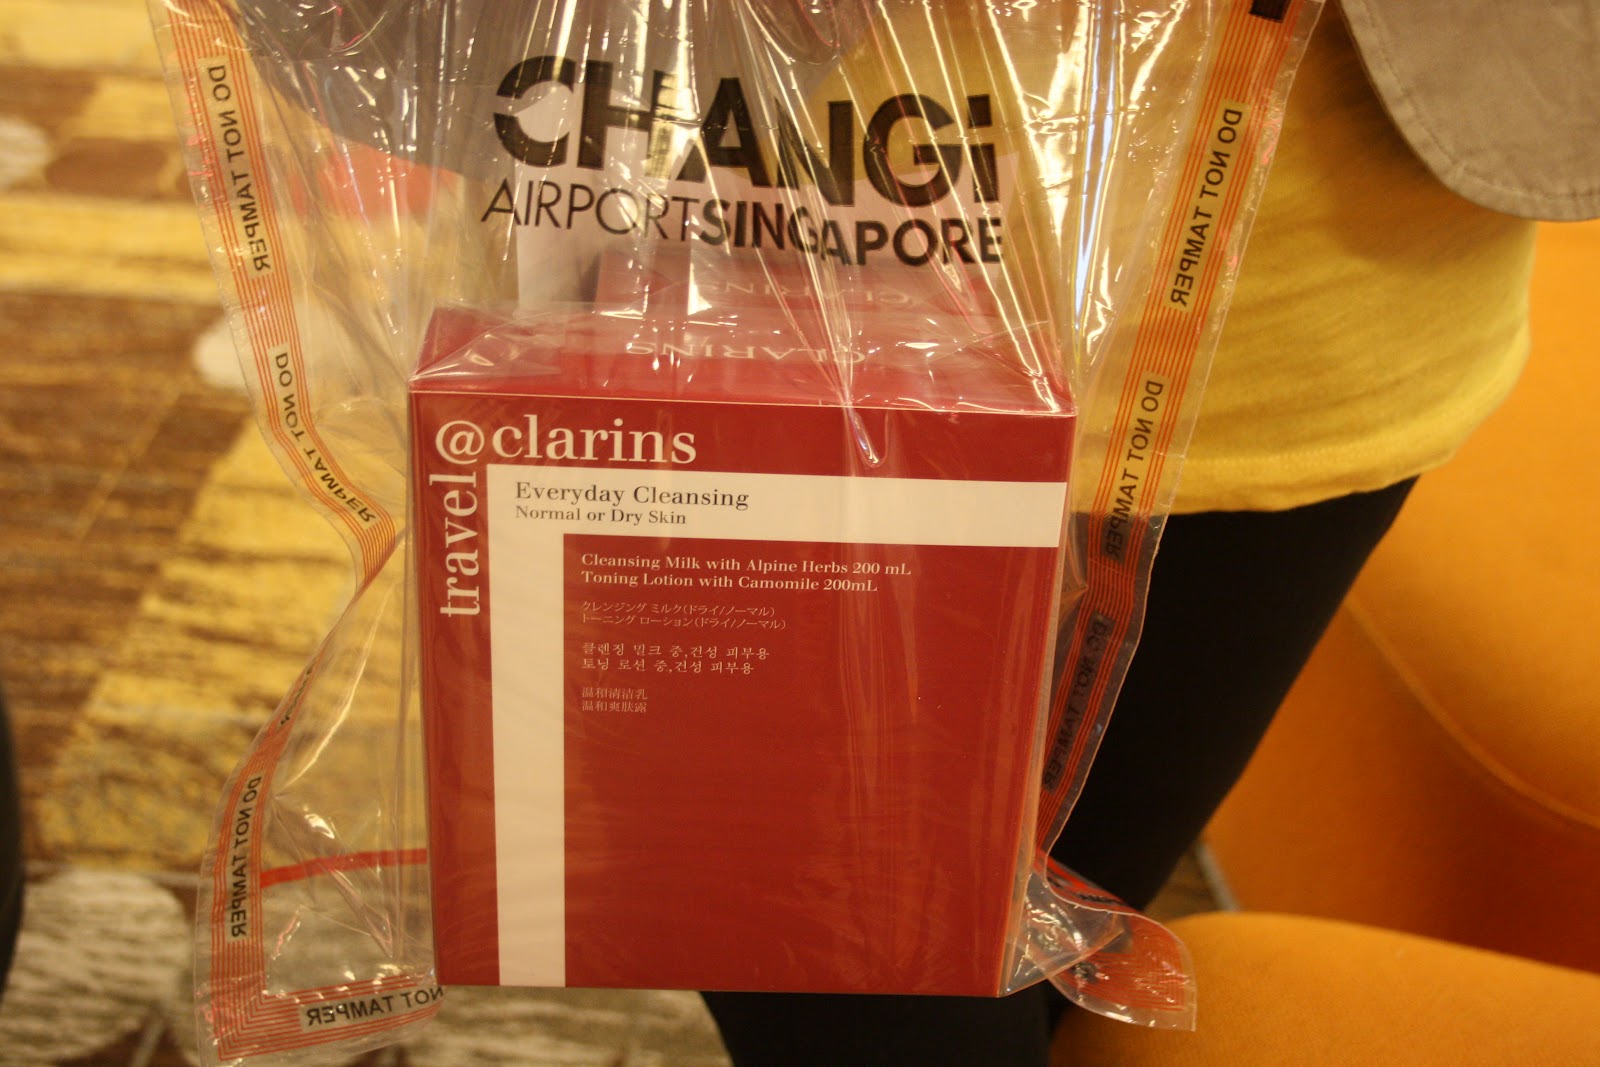 CHANGi
AIRPORTSINGAPORE
DO NOT TAMPER
DO NOT TAMPER
DO NOT TAMPER
NOT TAMPER
DO NOT TAMPER
DO NOT TAMPER
DO NOT TAMPER
CLARINS
CLARINS
travel@clarins
Everyday Cleansing
Normal or Dry Skin
Cleansing Milk with Alpine Herbs 200 mL
Toning Lotion with Camomile 200mL
クレンジング ミルク(ドライ/ノーマル)
トーニング ローション(ドライ/ノーマル)
클렌징 밀크 중,건성 피부용
토닝 로션 중,건성 피부용
温和清洁乳
温和爽肤露